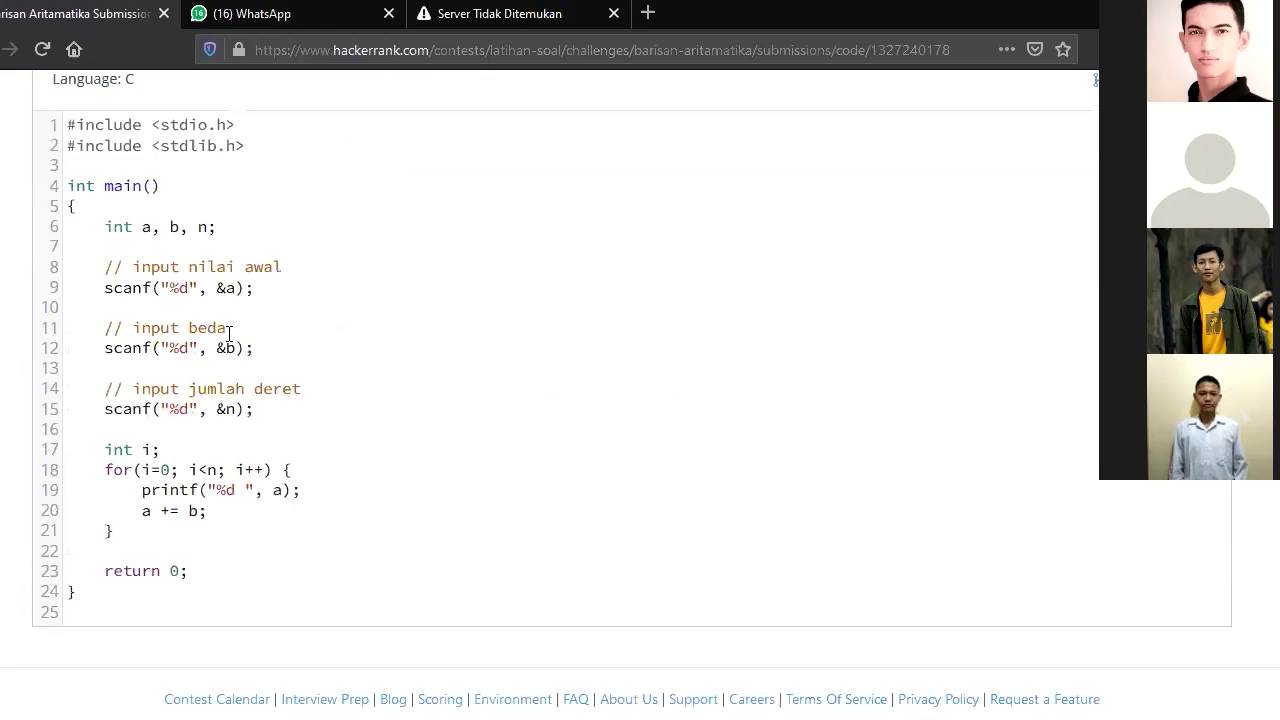 arisan Aritamatika Submission
16 (16) WhatsApp
Server Tidak Ditemukan
https://www.hackerrank.com/contests/latihan-soal/challenges/barisan-aritamatika/submissions/code/1327240178
Language: C
1 #include <stdio.h>
2 #include <stdlib.h>
3
4 int main()
5 {
6     int a, b, n;
7
8     // input nilai awal
9     scanf("%d", &a);
10
11     // input beda
12     scanf("%d", &b);
13
14     // input jumlah deret
15     scanf("%d", &n);
16
17     int i;
18     for(i=0; i<n; i++) {
19         printf("%d ", a);
20         a += b;
21     }
22
23     return 0;
24 }
25
Contest Calendar | Interview Prep | Blog | Scoring | Environment | FAQ | About Us | Support | Careers | Terms Of Service | Privacy Policy | Request a Feature